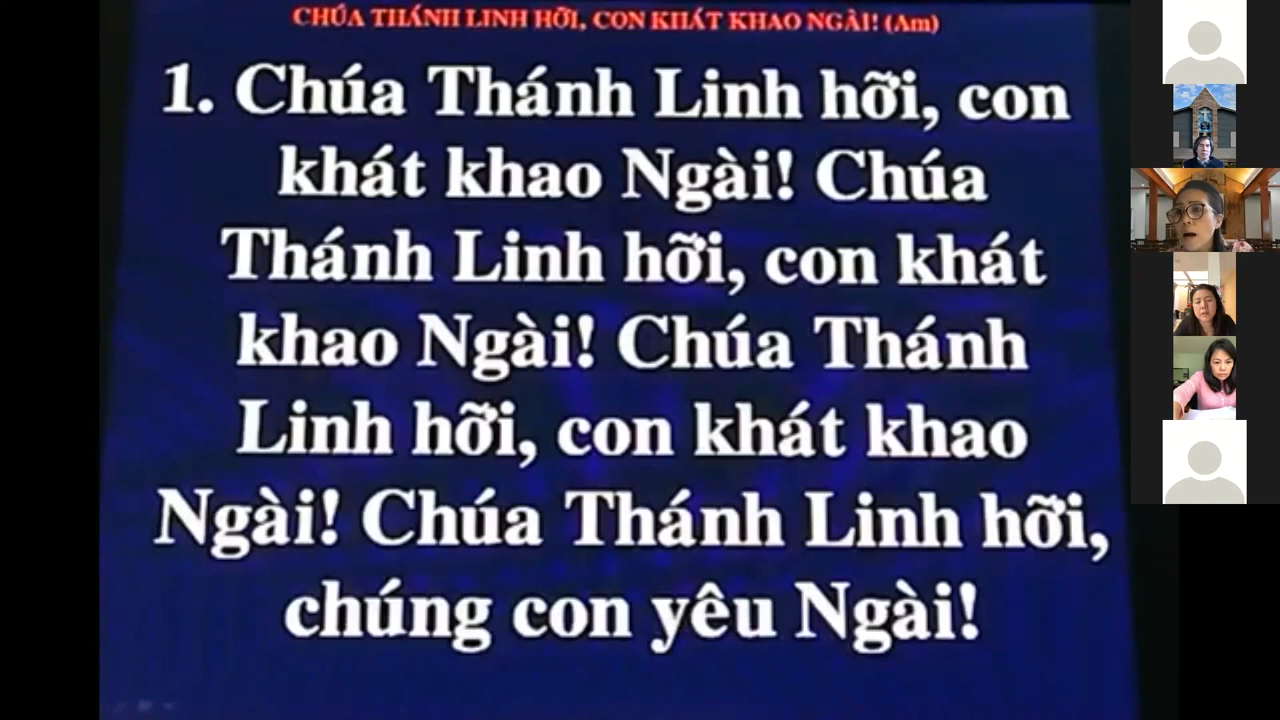 CHÚA THÁNH LINH HỠI, CON KHÁT KHAO NGÀI! (Am)
1. Chúa Thánh Linh hỡi, con
khát khao Ngài! Chúa
Thánh Linh hỡi, con khát
khao Ngài! Chúa Thánh
Linh hỡi, con khát khao
Ngài! Chúa Thánh Linh hỡi,
chúng con yêu Ngài!